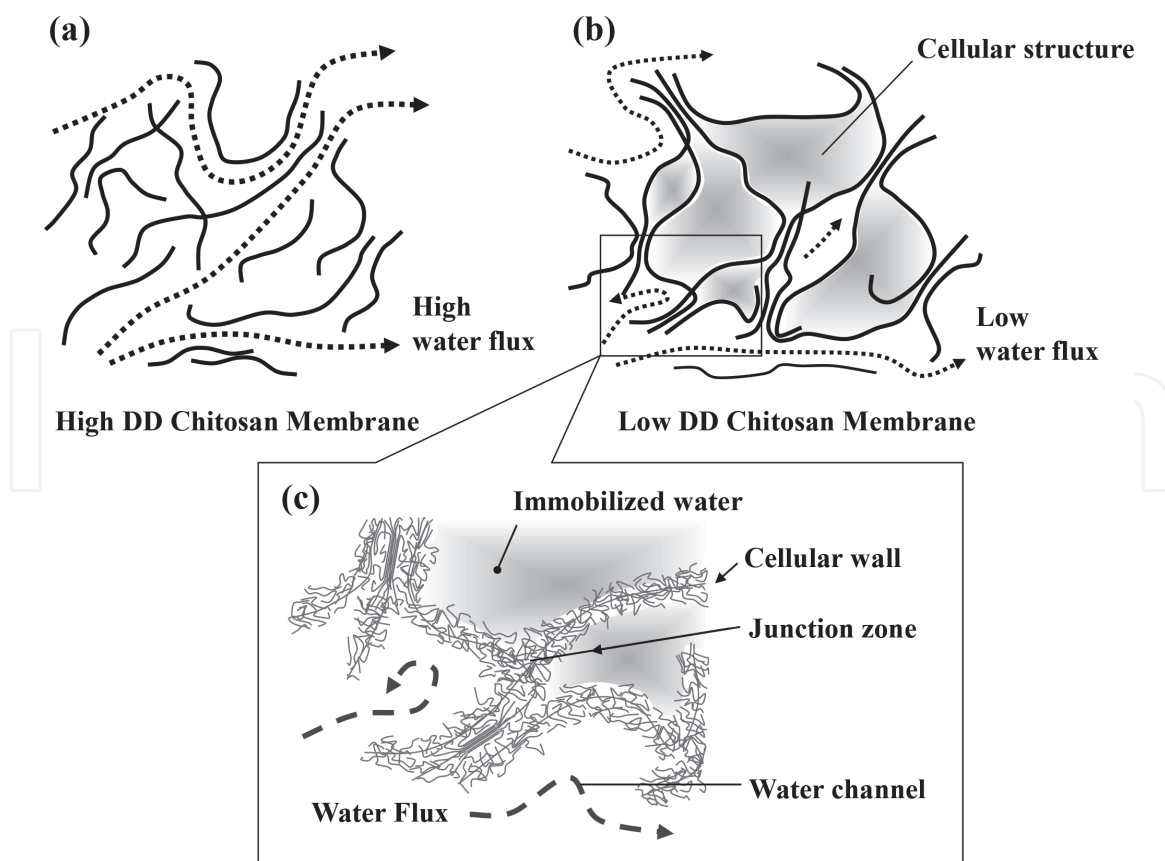 (a)
(b)
Cellular structure
High
water flux
Low
water flux
High DD Chitosan Membrane
Low DD Chitosan Membrane
(c)
Immobilized water
Cellular wall
Junction zone
Water channel
Water Flux